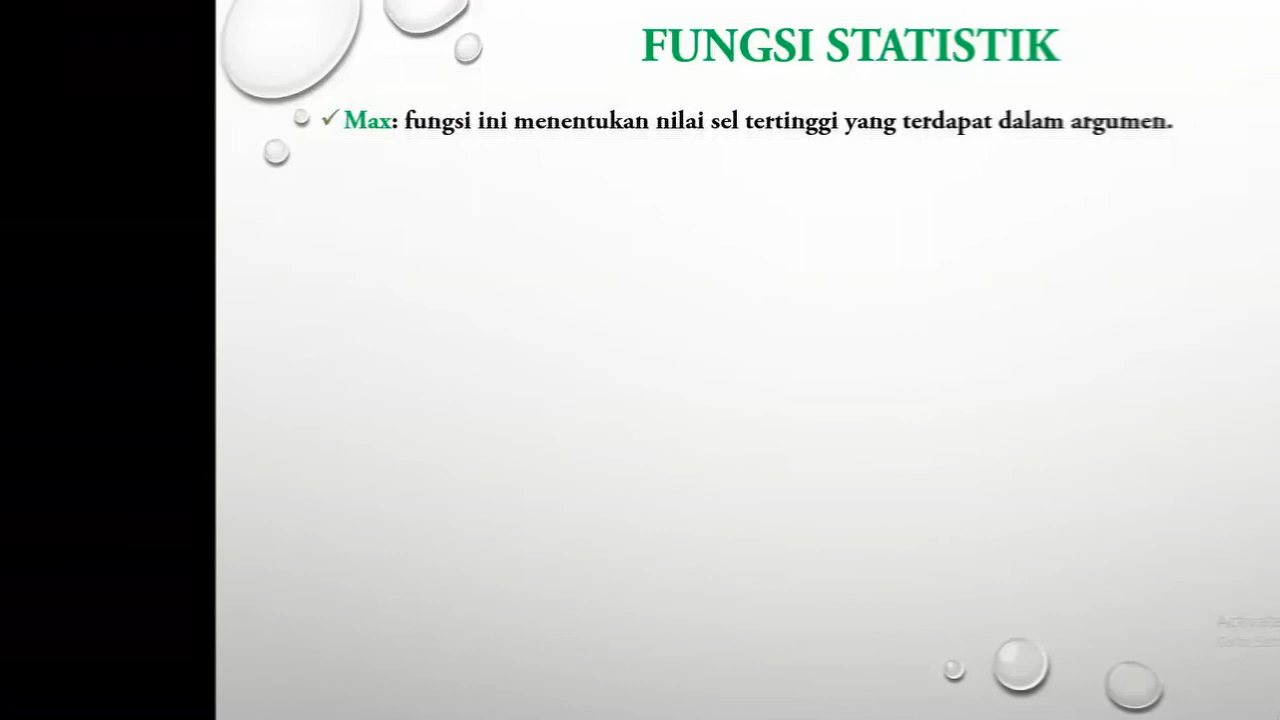 FUNGSI STATISTIK
✓ Max: fungsi ini menentukan nilai sel tertinggi yang terdapat dalam argumen.